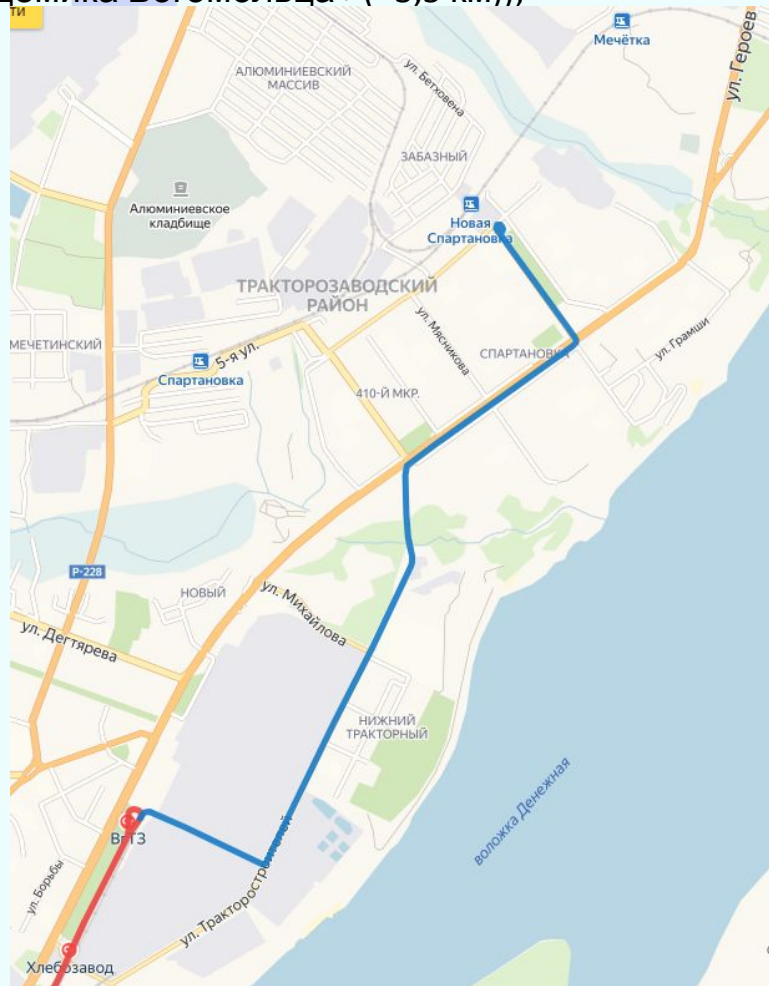 ти
Мечётка
ул. Героев
АЛЮМИНИЕВСКИЙ
МАССИВ
ул. Бетховена
ЗАБАЗНЫЙ
Алюминиевское
кладбище
Новая
Спартановка
ТРАКТОРОЗАВОДСКИЙ
РАЙОН
МЕЧЕТИНСКИЙ
5-я ул.
Спартановка
ул. Мясникова
СПАРТАНОВКА
ул. Грамши
410-Й МКР.
Р-228
НОВЫЙ
ул. Михайлова
ул. Дегтярева
НИЖНИЙ
ТРАКТОРНЫЙ
воложка Денежная
ВгТЗ
ул. Борьбы
ул. Тракторостроителей
Хлебозавод